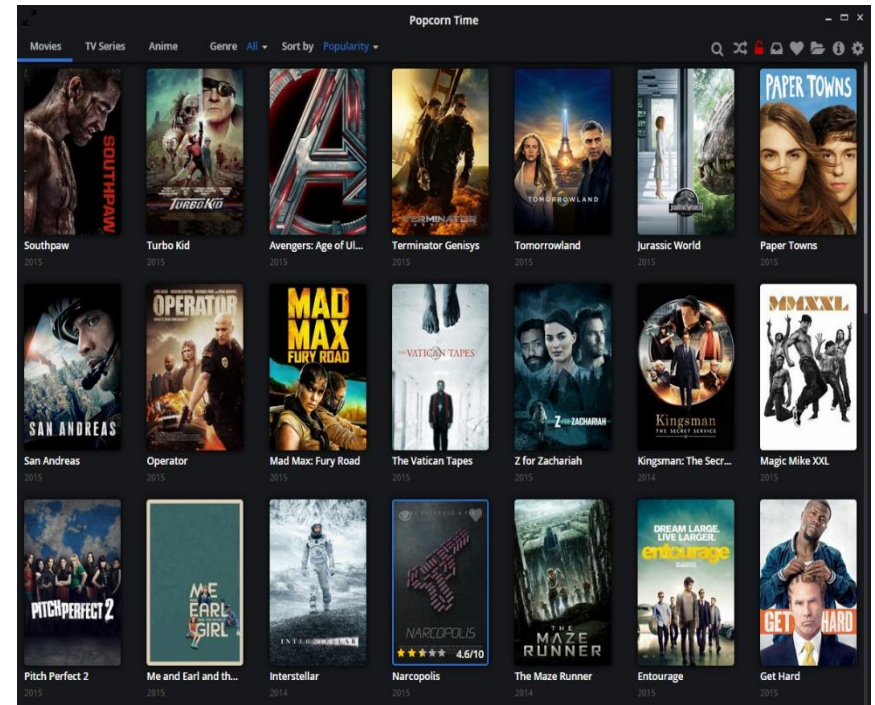 Popcorn Time
Movies TV Series Anime Genre All Sort by Popularity
SOUTHPAW
TURBO KID
TERMINATOR
TOMORROWLAND
JURASSIC WORLD
PAPER TOWNS
Southpaw Turbo Kid Avengers: Age of Ul... Terminator Genisys Tomorrowland Jurassic World Paper Towns
2015 2015 2015 2015 2015 2015 2015
SAN ANDREAS
OPERATOR
MAD
MAX
FURY ROAD
THE VATICAN TAPES
Z FOR ZACHARIAH
Kingsman
THE SECRET SERVICE
MMXXL
San Andreas Operator Mad Max: Fury Road The Vatican Tapes Z for Zachariah Kingsman: The Secr... Magic Mike XXL
2015 2015 2015 2015 2015 2014 2015
PITCH PERFECT 2
ME
EARL
GIRL
INTERSTELLAR
NARCOPOLIS
4.6/10
THE
MAZE
RUNNER
DREAM LARGE.
LIVE LARGER.
entourage
GET HARD
Pitch Perfect 2 Me and Earl and th... Interstellar Narcopolis The Maze Runner Entourage Get Hard
2015 2015 2014 2015 2014 2015 2015